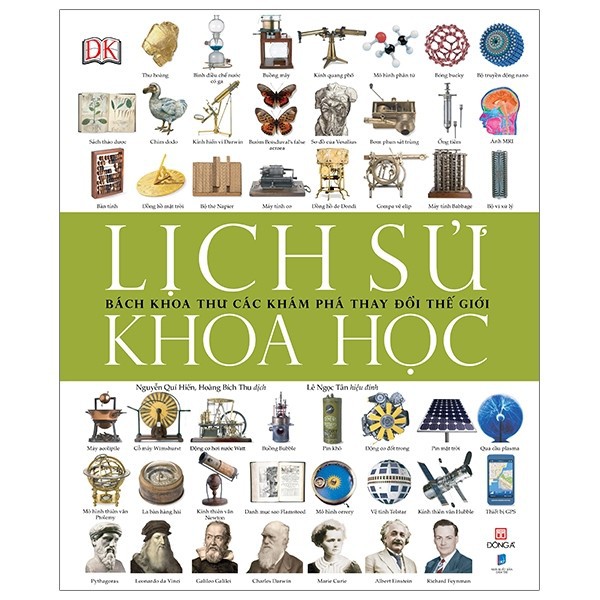 DK
Thư hoàng
Bình điều chế nước có ga
Buồng mây
Kính quang phổ
Mô hình phân tử
Bóng bucky
Bộ truyền động nano
Sách thảo dược
Chim dodo
Kính hiển vi Darwin
Bướm Boisduval's false acraea
Sơ đồ của Vesalius
Bơm phun sát trùng
Ống tiêm
Ảnh MRI
Bàn tính
Đồng hồ mặt trời
Bộ thẻ Napier
Máy tính cơ
Đồng hồ de Dondi
Compa vẽ elip
Máy tính Babbage
Bộ vi xử lý
LỊCH SỬ
BÁCH KHOA THƯ CÁC KHÁM PHÁ THAY ĐỔI THẾ GIỚI
KHOA HỌC
Nguyễn Quí Hiển, Hoàng Bích Thu dịch
Lê Ngọc Tân hiệu đính
Máy aeolipile
Cỗ máy Wimshurst
Động cơ hơi nước Watt
Buồng Bubble
Pin khô
Động cơ đốt trong
Pin mặt trời
Quả cầu plasma
Mô hình thiên văn Ptolemy
La bàn hàng hải
Kính thiên văn Newton
Danh mục sao Flamsteed
Mô hình orrery
Vệ tinh Telstar
Kính thiên văn Hubble
Thiết bị GPS
Pythagoras
Leonardo da Vinci
Galileo Galilei
Charles Darwin
Marie Curie
Albert Einstein
Richard Feynman
ĐÔNG A